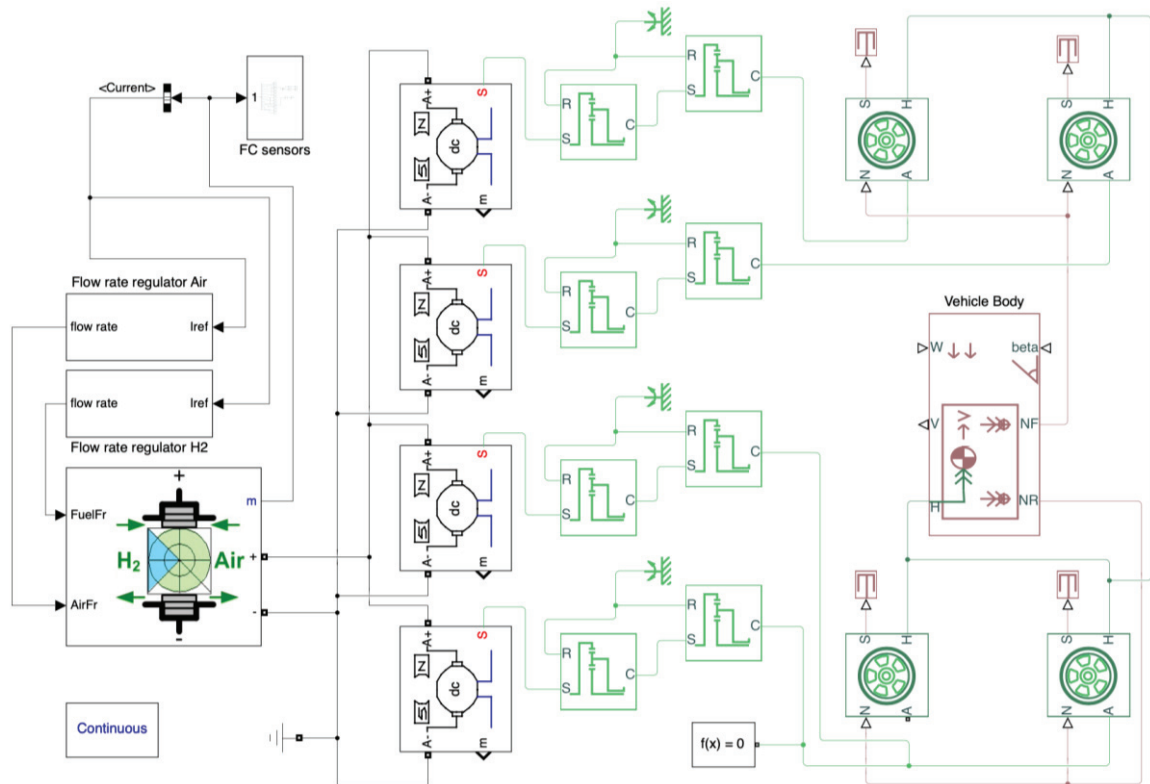 <Current>
1
FC sensors
Flow rate regulator Air
flow rate Iref
flow rate Iref
Flow rate regulator H2
+
m
FuelFr
H2 Air
+
AirFr
-
-
Continuous
A+ S
dc
A- m
A+ S
dc
A- m
A+ S
dc
A- m
A+ S
dc
A- m
R
S C
R
S C
R
S C
R
S C
R
S C
R
S C
R
S C
R
S C
f(x) = 0
S H
N A
S H
N A
Vehicle Body
W beta
V V NF
H NR
S H
N A
S H
N A